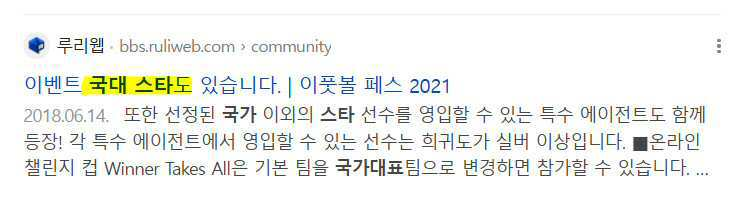 루리웹 · bbs.ruliweb.com › community
이벤트 국대 스타도 있습니다. | 이풋볼 페스 2021
2018.06.14. 또한 선정된 국가 이외의 스타 선수를 영입할 수 있는 특수 에이전트도 함께
등장! 각 특수 에이전트에서 영입할 수 있는 선수는 희귀도가 실버 이상입니다. ■온라인
챌린지 컵 Winner Takes All은 기본 팀을 국가대표팀으로 변경하면 참가할 수 있습니다. ...